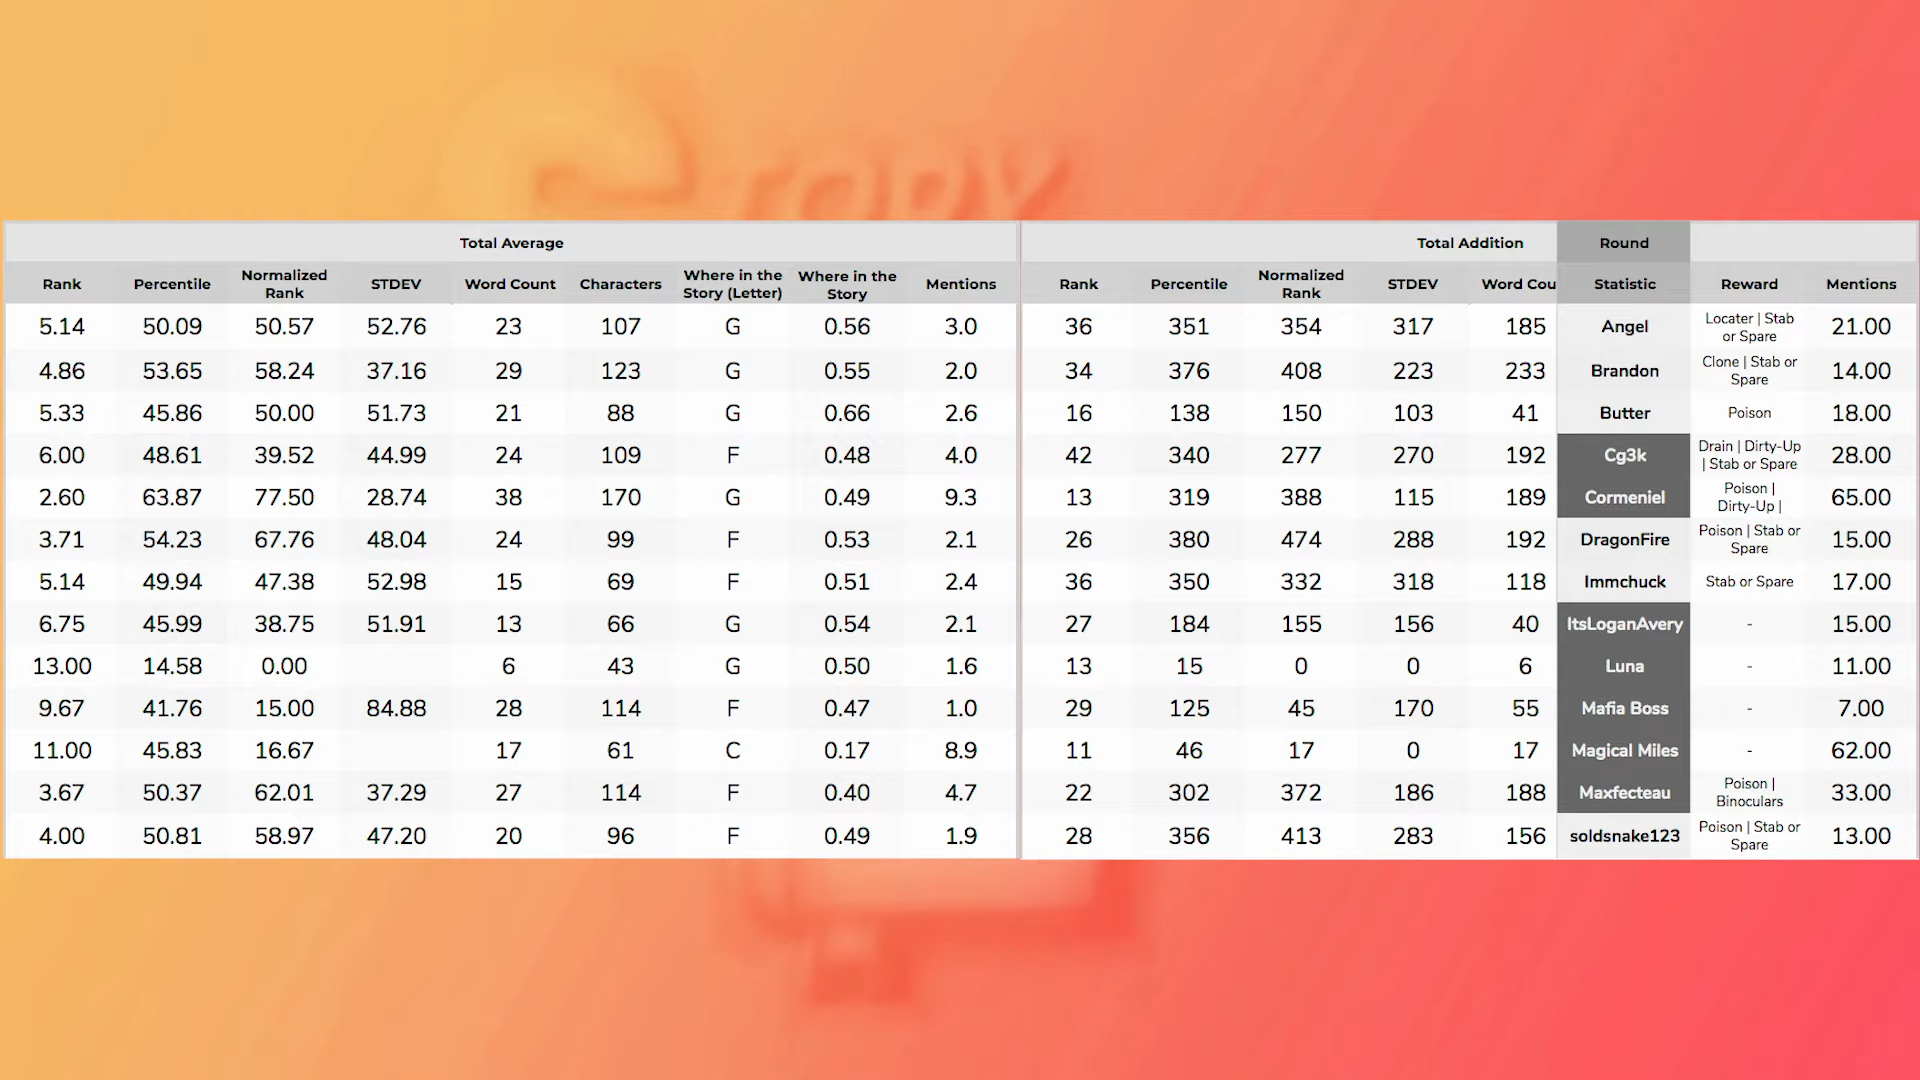 Copy
Total Average Total Addition Round
Rank Percentile Normalized Rank STDEV Word Count Characters Where in the Story (Letter) Where in the Story Mentions Rank Percentile Normalized Rank STDEV Word Cou Statistic Reward Mentions
5.14 50.09 50.57 52.76 23 107 G 0.56 3.0 36 351 354 317 185 Angel Locater | Stab or Spare 21.00
4.86 53.65 58.24 37.16 29 123 G 0.55 2.0 34 376 408 223 233 Brandon Clone | Stab or Spare 14.00
5.33 45.86 50.00 51.73 21 88 G 0.66 2.6 16 138 150 103 41 Butter Poison 18.00
6.00 48.61 39.52 44.99 24 109 F 0.48 4.0 42 340 277 270 192 Cg3k Drain | Dirty-Up | Stab or Spare 28.00
2.60 63.87 77.50 28.74 38 170 G 0.49 9.3 13 319 388 115 189 Cormeniel Poison | Dirty-Up | 65.00
3.71 54.23 67.76 48.04 24 99 F 0.53 2.1 26 380 474 288 192 DragonFire Poison | Stab or Spare 15.00
5.14 49.94 47.38 52.98 15 69 F 0.51 2.4 36 350 332 318 118 Immchuck Stab or Spare 17.00
6.75 45.99 38.75 51.91 13 66 G 0.54 2.1 27 184 155 156 40 ItsLoganAvery - 15.00
13.00 14.58 0.00 6 43 G 0.50 1.6 13 15 0 0 6 Luna - 11.00
9.67 41.76 15.00 84.88 28 114 F 0.47 1.0 29 125 45 170 55 Mafia Boss - 7.00
11.00 45.83 16.67 17 61 C 0.17 8.9 11 46 17 0 17 Magical Miles - 62.00
3.67 50.37 62.01 37.29 27 114 F 0.40 4.7 22 302 372 186 188 Maxfecteau Poison | Binoculars 33.00
4.00 50.81 58.97 47.20 20 96 F 0.49 1.9 28 356 413 283 156 soldsnake123 Poison | Stab or Spare 13.00